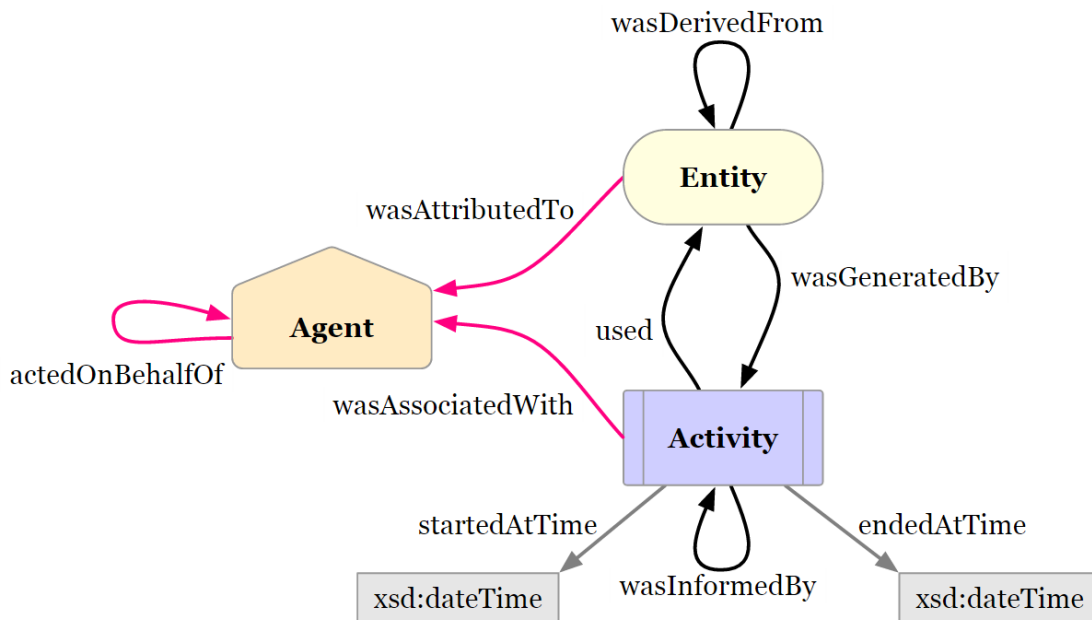 wasDerivedFrom
Entity
wasAttributedTo
wasGeneratedBy
Agent
used
actedOnBehalfOf
wasAssociatedWith
Activity
startedAtTime
endedAtTime
wasInformedBy
xsd:dateTime
xsd:dateTime